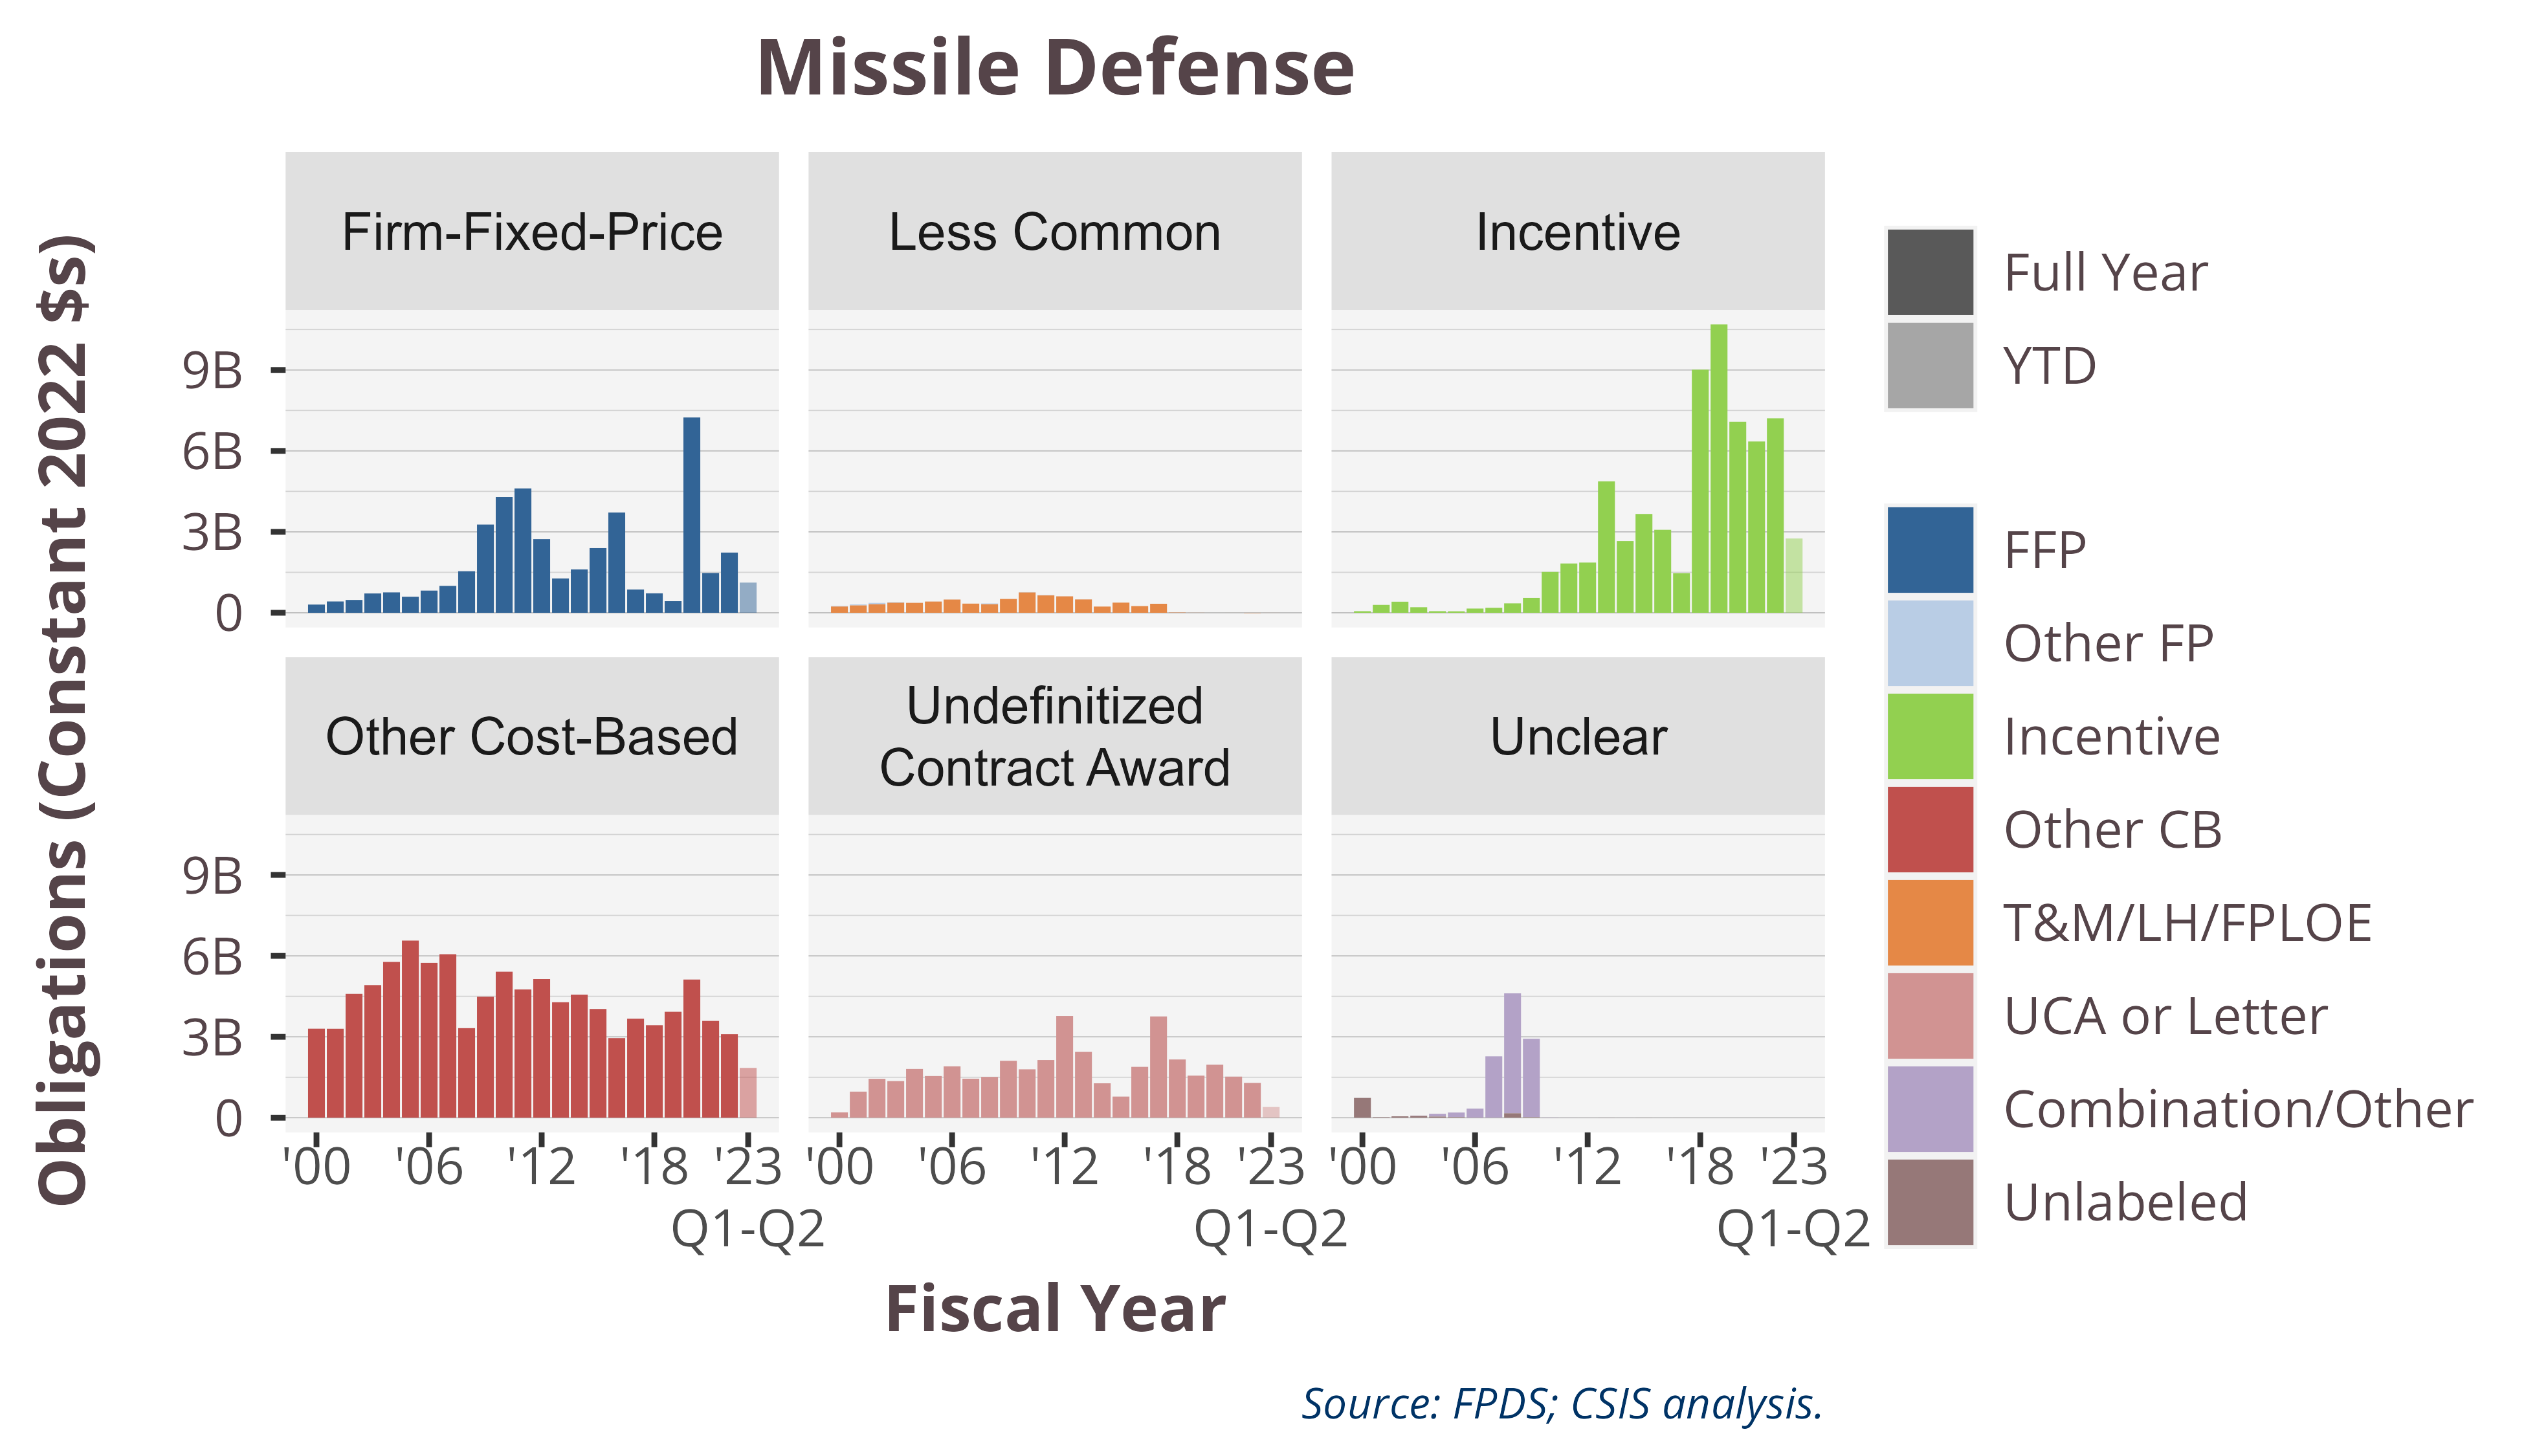 Missile Defense
Obligations (Constant 2022 $s)
Firm-Fixed-Price
Less Common
Incentive
9B
6B
3B
0
Other Cost-Based
Undefinitized
Contract Award
Unclear
9B
6B
3B
0
'00 '06 '12 '18 '23
Q1-Q2
'00 '06 '12 '18 '23
Q1-Q2
'00 '06 '12 '18 '23
Q1-Q2
Fiscal Year
Full Year
YTD
FFP
Other FP
Incentive
Other CB
T&M/LH/FPLOE
UCA or Letter
Combination/Other
Unlabeled
Source: FPDS; CSIS analysis.